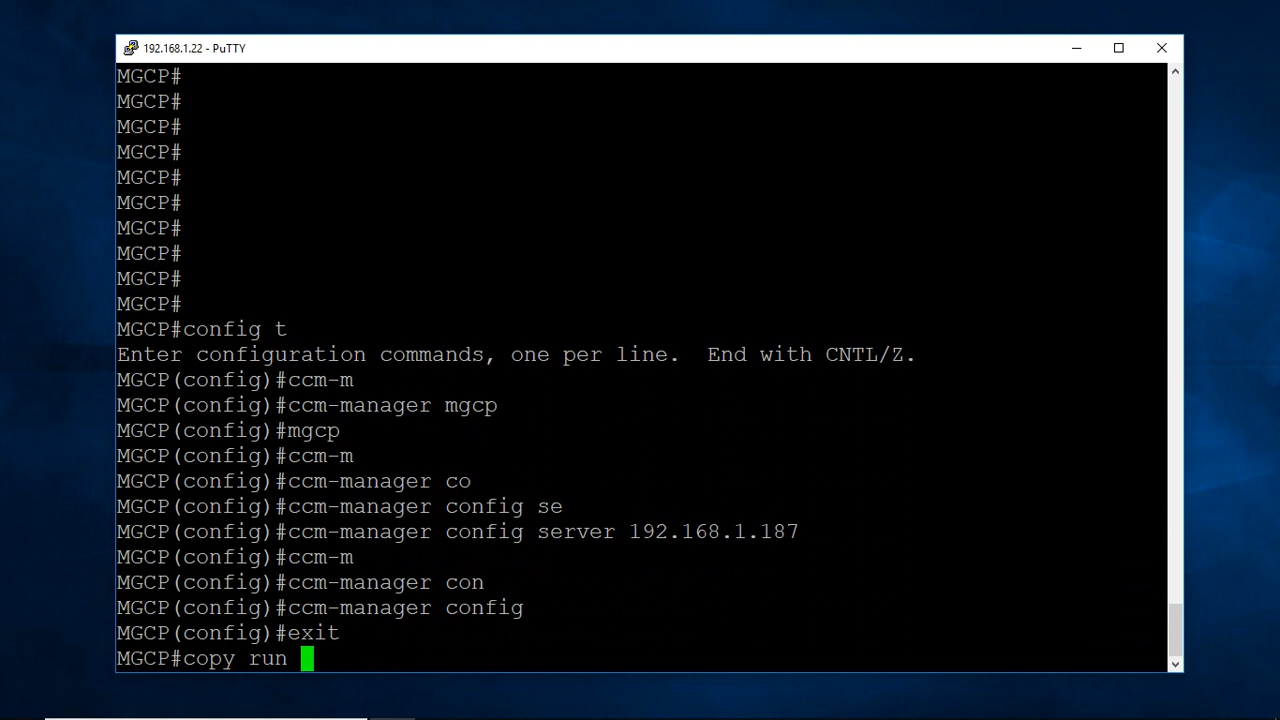 192.168.1.22 - PuTTY
MGCP#
MGCP#
MGCP#
MGCP#
MGCP#
MGCP#
MGCP#
MGCP#
MGCP#
MGCP#
MGCP#config t
Enter configuration commands, one per line.  End with CNTL/Z.
MGCP(config)#ccm-m
MGCP(config)#ccm-manager mgcp
MGCP(config)#mgcp
MGCP(config)#ccm-m
MGCP(config)#ccm-manager co
MGCP(config)#ccm-manager config se
MGCP(config)#ccm-manager config server 192.168.1.187
MGCP(config)#ccm-m
MGCP(config)#ccm-manager con
MGCP(config)#ccm-manager config
MGCP(config)#exit
MGCP#copy run